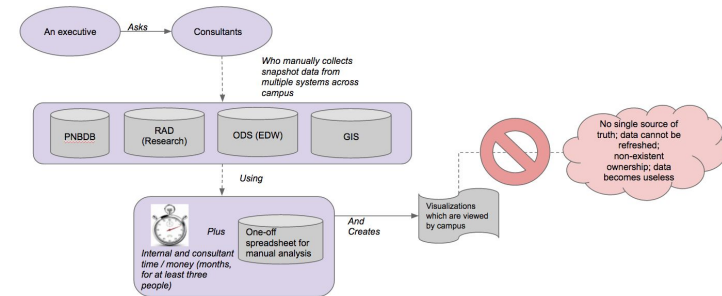 An executive
Asks
Consultants
Who manually collects
snapshot data from
multiple systems across
campus
PNBDB
RAD
(Research)
ODS (EDW)
GIS
Using
Plus
Internal and consultant
time / money (months,
for at least three
people)
One-off
spreadsheet for
manual analysis
And
Creates
Visualizations
which are viewed
by campus
No single source of
truth; data cannot be
refreshed;
non-existent
ownership; data
becomes useless